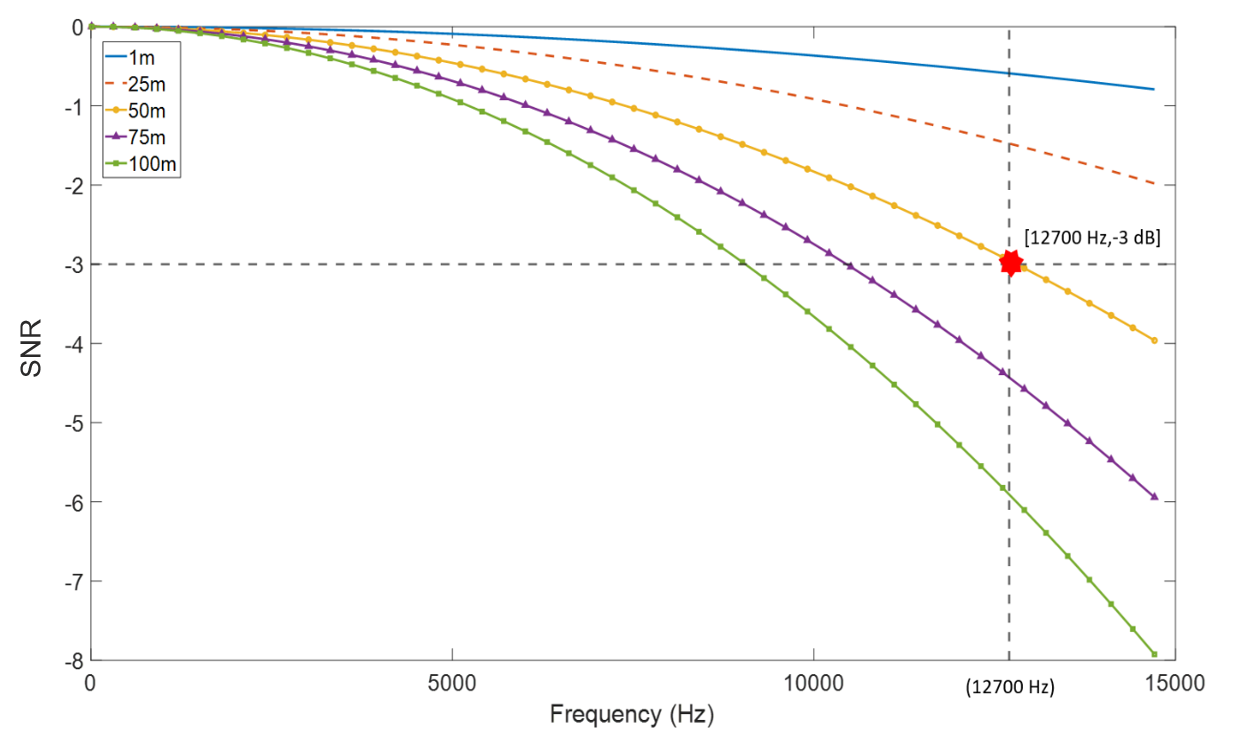 0
-1
-2
-3
-4
-5
-6
-7
-8
SNR
1m
25m
50m
75m
100m
[12700 Hz,-3 dB]
0
5000
10000
(12700 Hz)
15000
Frequency (Hz)